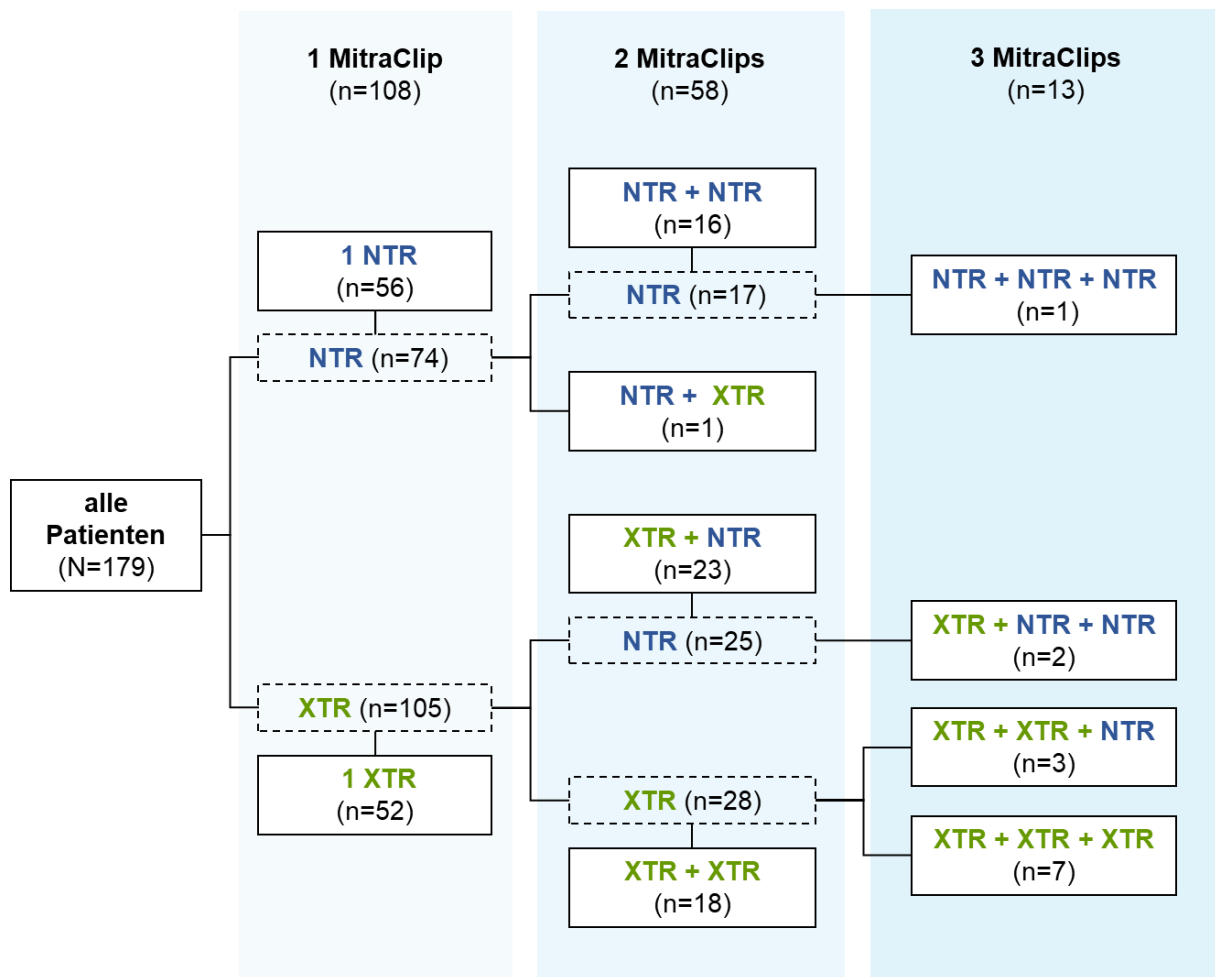 1 MitraClip
(n=108)
2 MitraClips
(n=58)
3 MitraClips
(n=13)
alle
Patienten
(N=179)
1 NTR
(n=56)
NTR (n=74)
XTR (n=105)
1 XTR
(n=52)
NTR + NTR
(n=16)
NTR (n=17)
NTR + XTR
(n=1)
XTR + NTR
(n=23)
NTR (n=25)
XTR (n=28)
XTR + XTR
(n=18)
NTR + NTR + NTR
(n=1)
XTR + NTR + NTR
(n=2)
XTR + XTR + NTR
(n=3)
XTR + XTR + XTR
(n=7)